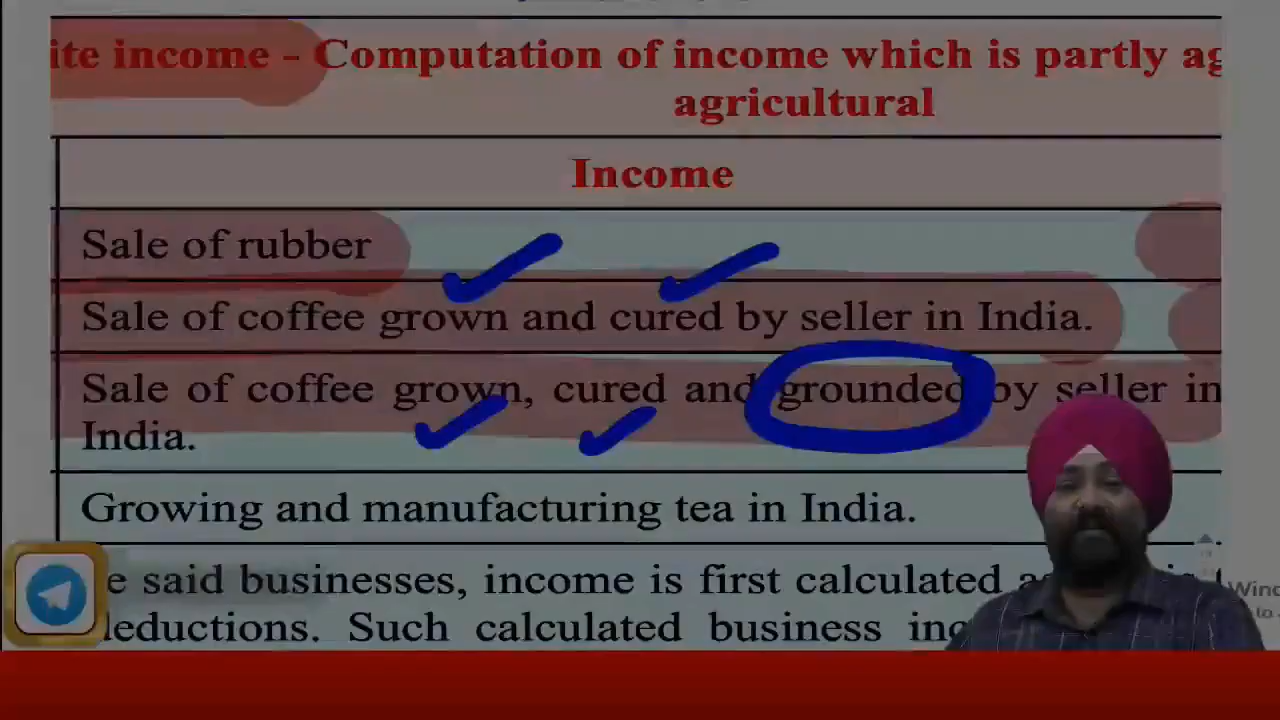 ite income - Computation of income which is partly ag
agricultural
Income
Sale of rubber
Sale of coffee grown and cured by seller in India.
Sale of coffee grown, cured and grounded by seller in
India.
Growing and manufacturing tea in India.
e said businesses, income is first calculated
deductions. Such calculated business inc